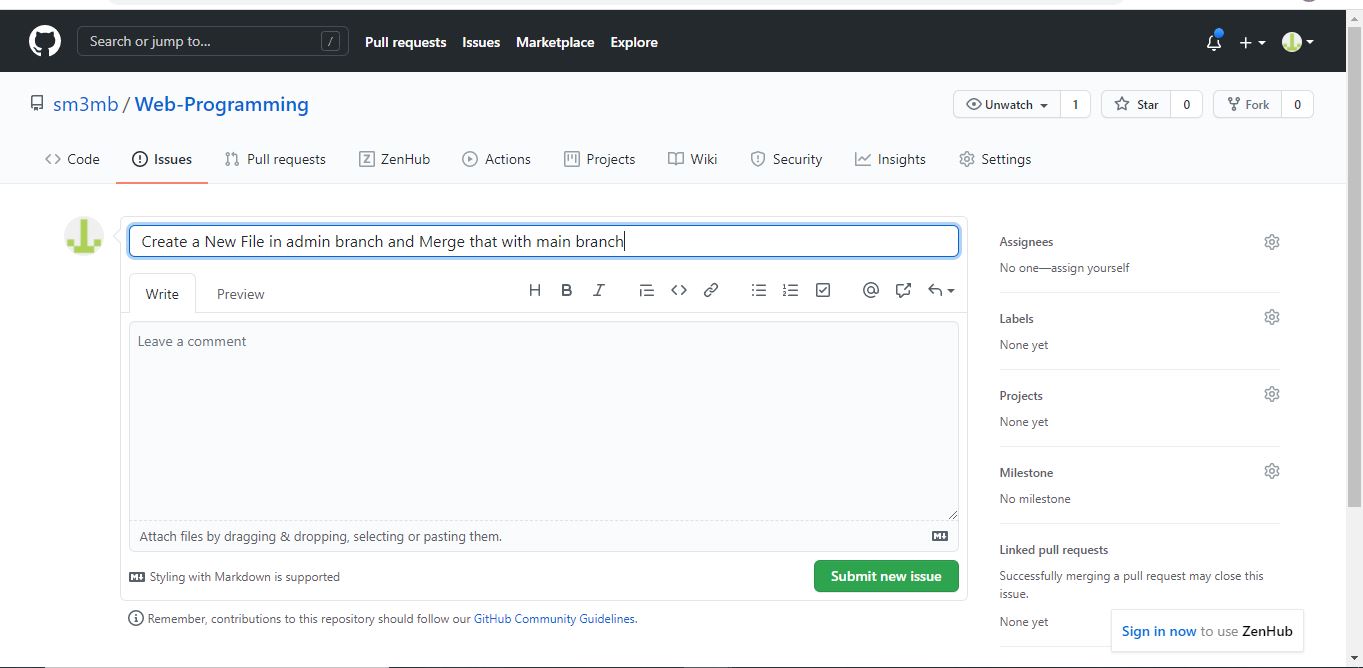 Search or jump to... /
Pull requests Issues Marketplace Explore
sm3mb / Web-Programming
Unwatch 1 Star 0 Fork 0
Code Issues Pull requests ZenHub Actions Projects Wiki Security Insights Settings
Create a New File in admin branch and Merge that with main branch
Write Preview
Leave a comment
Attach files by dragging & dropping, selecting or pasting them.
Styling with Markdown is supported
Submit new issue
Remember, contributions to this repository should follow our GitHub Community Guidelines.
Assignees
No one—assign yourself
Labels
None yet
Projects
None yet
Milestone
No milestone
Linked pull requests
Successfully merging a pull request may close this
issue.
None yet
Sign in now to use ZenHub